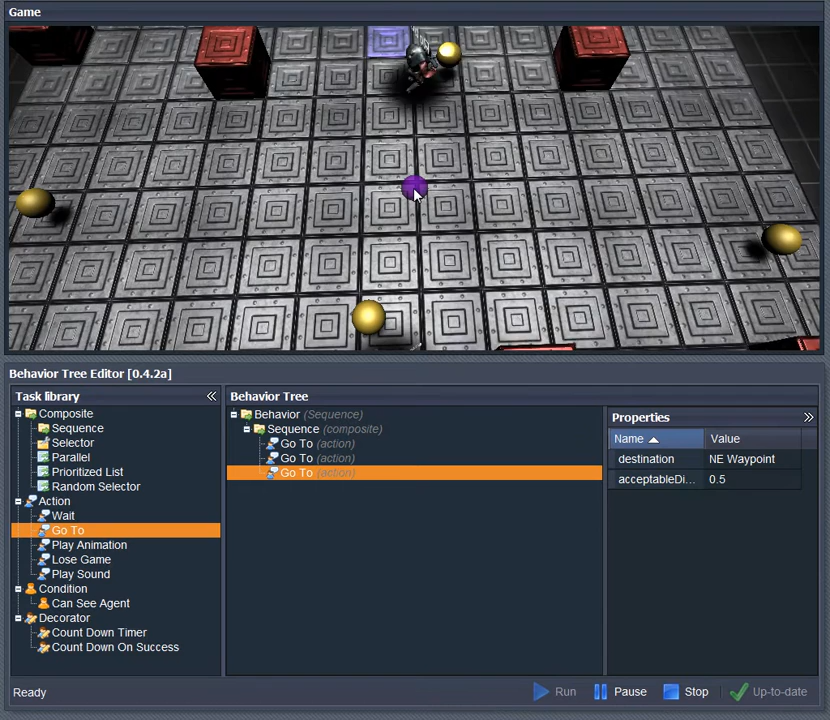 Game
Behavior Tree Editor [0.4.2a]
Task library
Composite
Sequence
Selector
Parallel
Prioritized List
Random Selector
Action
Wait
Go To
Play Animation
Lose Game
Play Sound
Condition
Can See Agent
Decorator
Count Down Timer
Count Down On Success
Behavior Tree
Behavior (Sequence)
Sequence (composite)
Go To (action)
Go To (action)
Go To (action)
Properties
Name Value
destination NE Waypoint
acceptableDi... 0.5
Ready Run Pause Stop Up-to-date